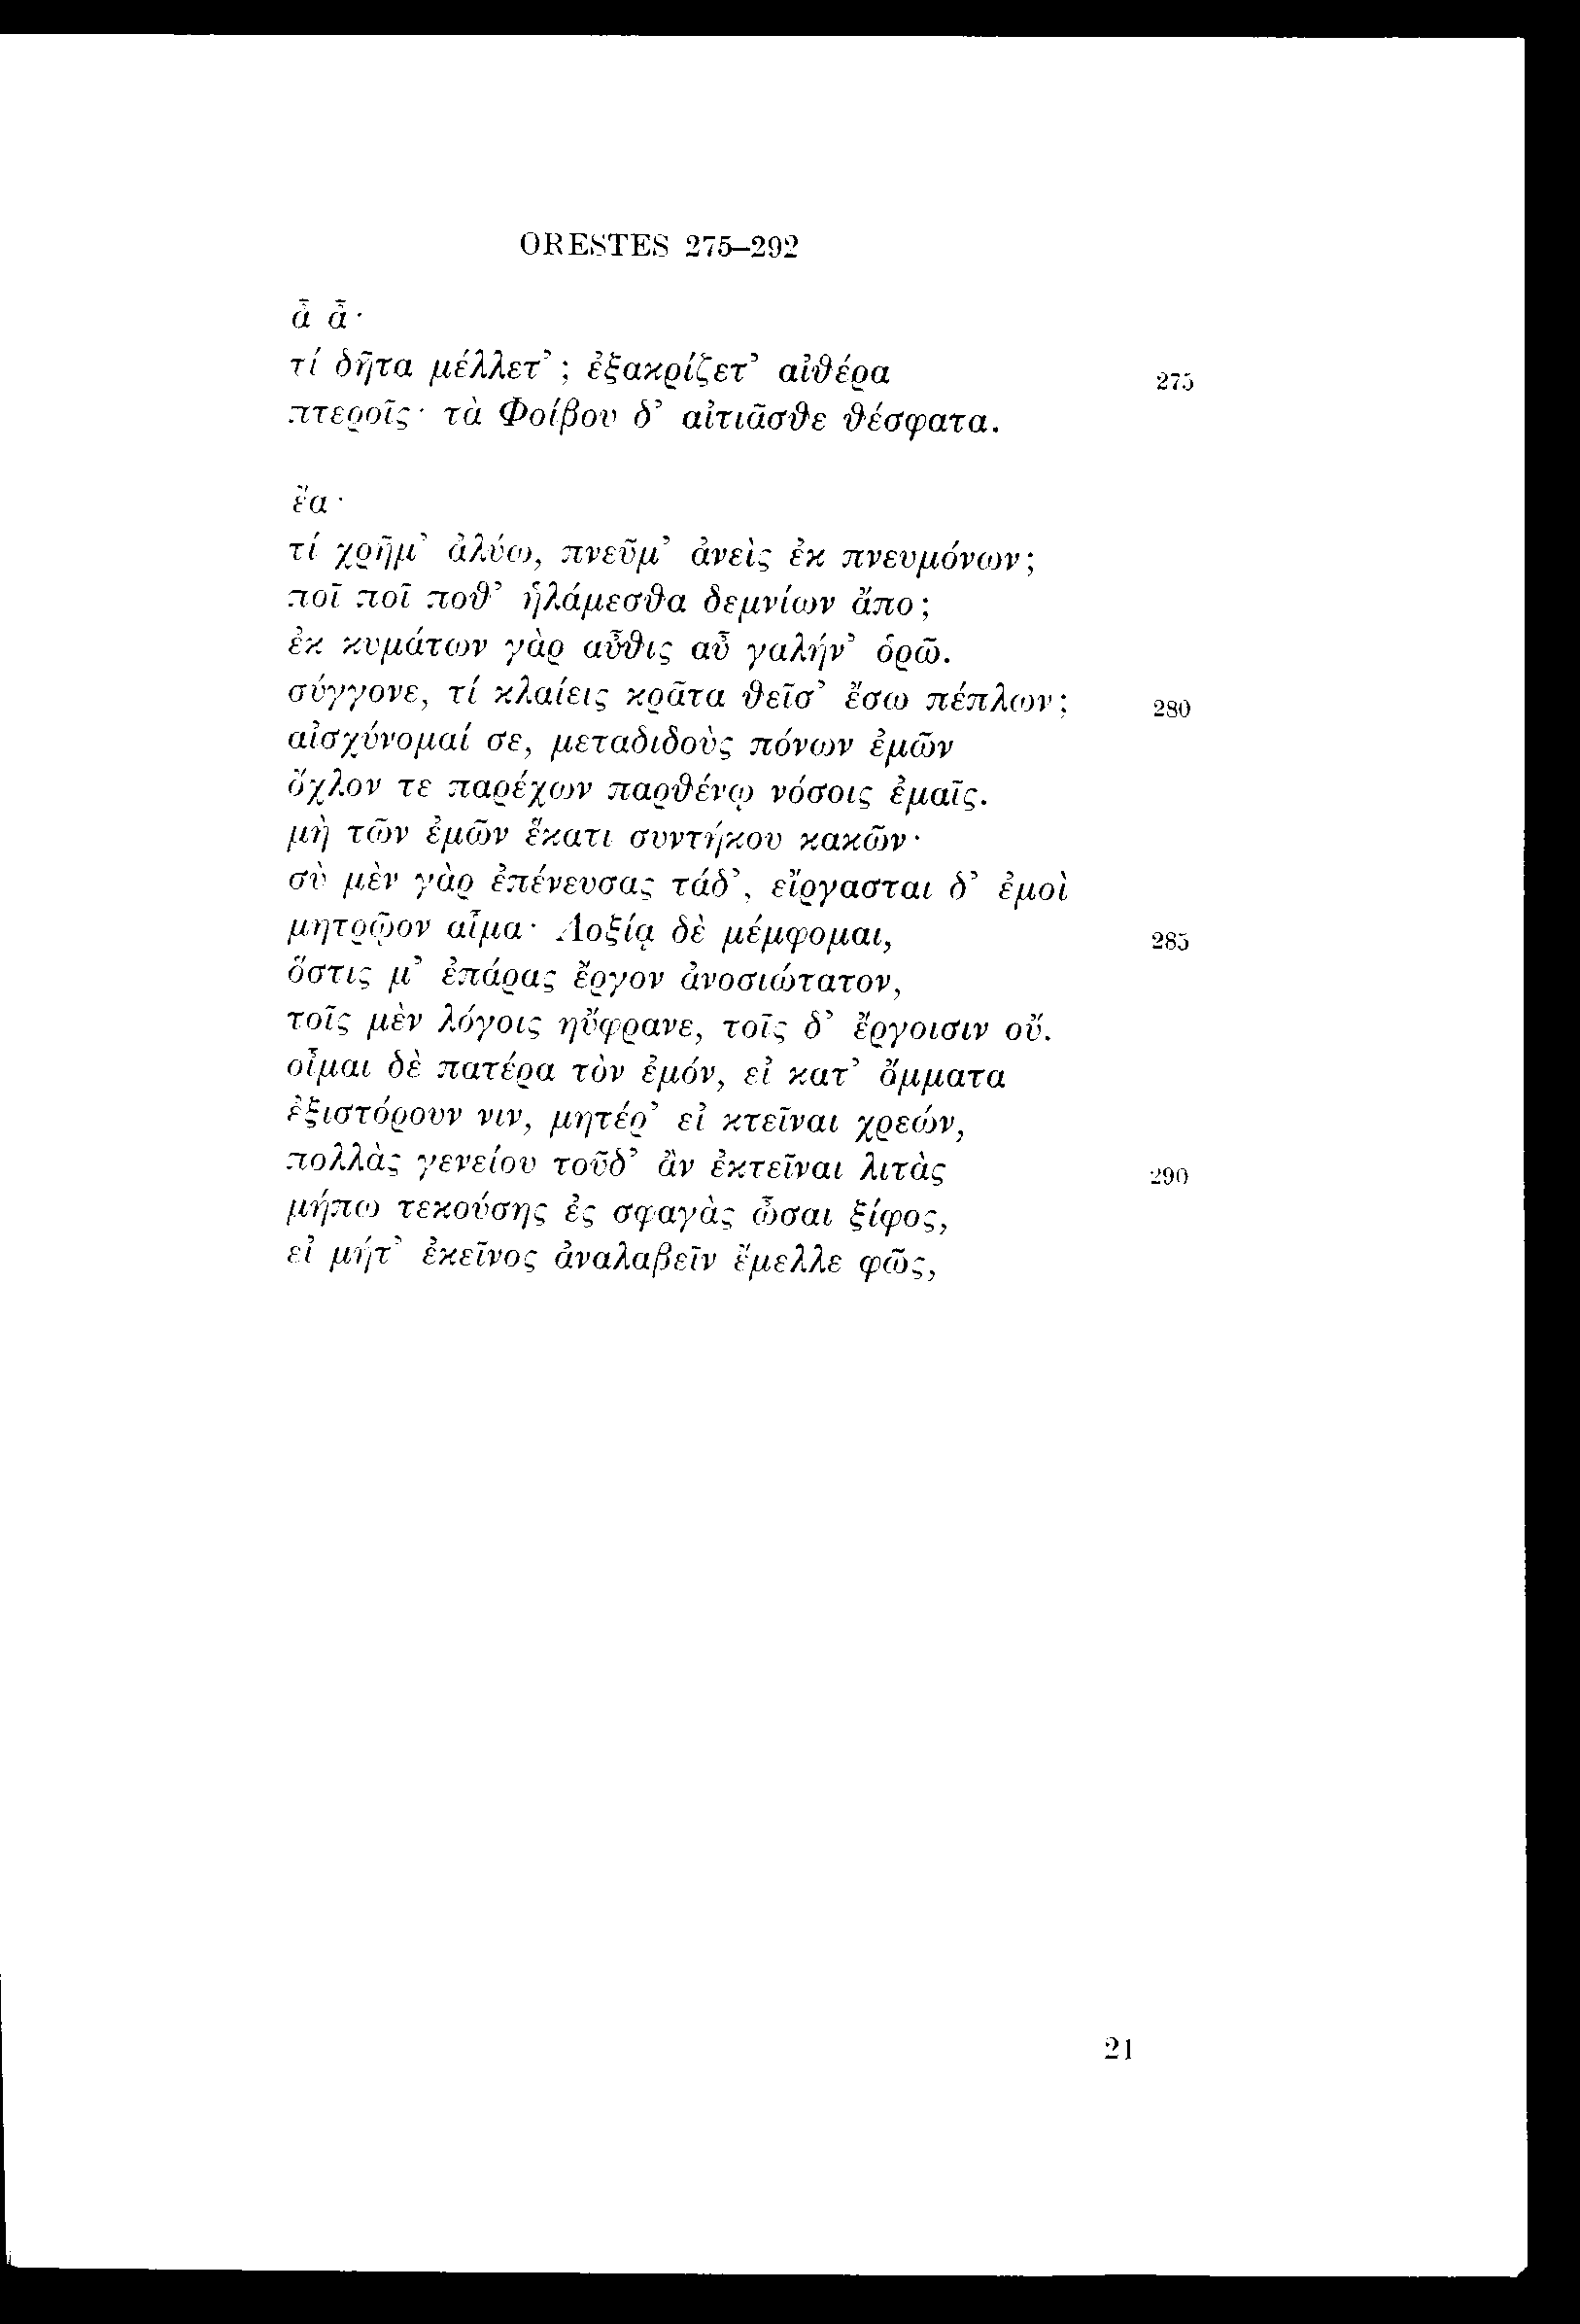 ORESTES 275–292
ἆ ἆ·
τί δῆτα μέλλετ’; ἐξακρίζετ’ αἰθέρα 275
πτεροῖς· τὰ Φοίβου δ’ αἰτιᾶσθε θέσφατα.
ἔα·
τί χρῆμ’ ἀλύω, πνεῦμ’ ἀνεὶς ἐκ πνευμόνων;
ποῖ ποῖ ποθ’ ἡλάμεσθα δεμνίων ἄπο;
ἐκ κυμάτων γὰρ αὖθις αὖ γαλήν’ ὁρῶ.
σύγγονε, τί κλαίεις κρᾶτα θεῖσ’ ἔσω πέπλων; 280
αἰσχύνομαί σε, μεταδιδοὺς πόνων ἐμῶν
ὄχλον τε παρέχων παρθένῳ νόσοις ἐμαῖς.
μὴ τῶν ἐμῶν ἕκατι συντήκου κακῶν·
σὺ μὲν γὰρ ἐπένευσας τάδ’, εἴργασται δ’ ἐμοὶ
μητρῷον αἷμα· Λοξίᾳ δὲ μέμφομαι, 285
ὅστις μ’ ἐπάρας ἔργον ἀνοσιώτατον,
τοῖς μὲν λόγοις ηὔφρανε, τοῖς δ’ ἔργοισιν οὔ.
οἶμαι δὲ πατέρα τὸν ἐμόν, εἰ κατ’ ὄμματα
ἐξιστόρουν νιν, μητέρ’ εἰ κτεῖναι χρεών,
πολλὰς γενείου τοῦδ’ ἂν ἐκτεῖναι λιτὰς 290
μήπω τεκούσης ἐς σφαγὰς ὦσαι ξίφος,
εἰ μήτ’ ἐκεῖνος ἀναλαβεῖν ἔμελλε φῶς,
21